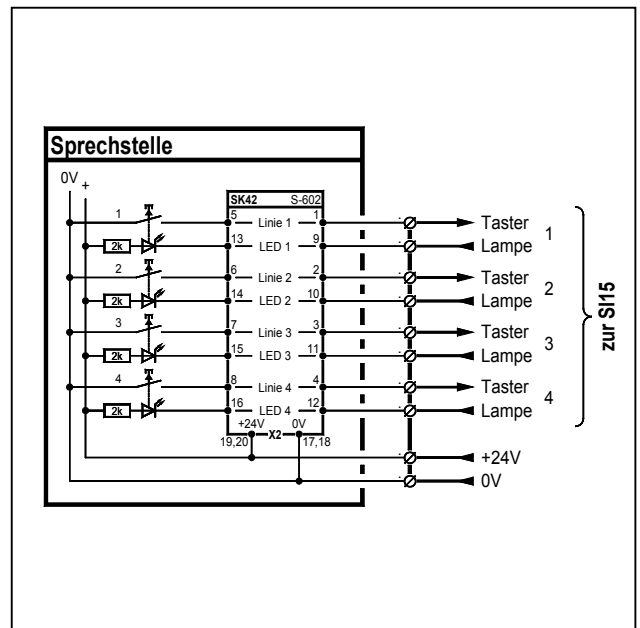 Sprechstelle
0V +
SK42 S-602
1 5 Linie 1 1 Taster
2k 13 LED 1 9 Lampe 1
2 6 Linie 2 2 Taster
2k 14 LED 2 10 Lampe 2
3 7 Linie 3 3 Taster
2k 15 LED 3 11 Lampe 3
4 8 Linie 4 4 Taster
2k 16 LED 4 12 Lampe 4
+24V 0V
19,20 X2 17,18
+24V
0V
zur SI15